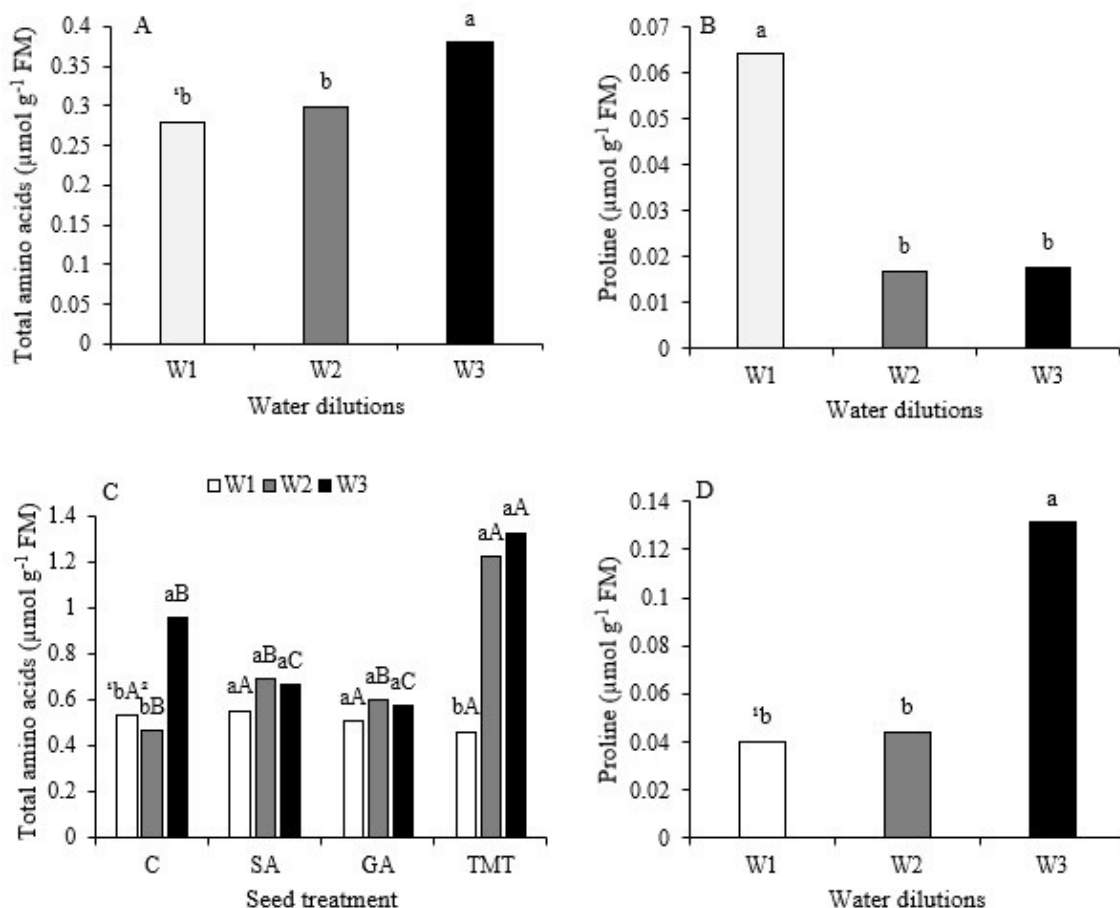 A
Total amino acids (µmol g⁻¹ FM)
0.4
0.35
0.3
0.25
0.2
0.15
0.1
0.05
0
¹b
b
a
W1 W2 W3
Water dilutions
B
Proline (µmol g⁻¹ FM)
0.07
0.06
0.05
0.04
0.03
0.02
0.01
0
a
b
b
W1 W2 W3
Water dilutions
C
W1 W2 W3
Total amino acids (µmol g⁻¹ FM)
1.4
1.2
1
0.8
0.6
0.4
0.2
0
¹bA²
bB
aB
aA
aB
aC
aA
aB
aC
bA
aA
aA
C SA GA TMT
Seed treatment
D
Proline (µmol g⁻¹ FM)
0.14
0.12
0.1
0.08
0.06
0.04
0.02
0
¹b
b
a
W1 W2 W3
Water dilutions